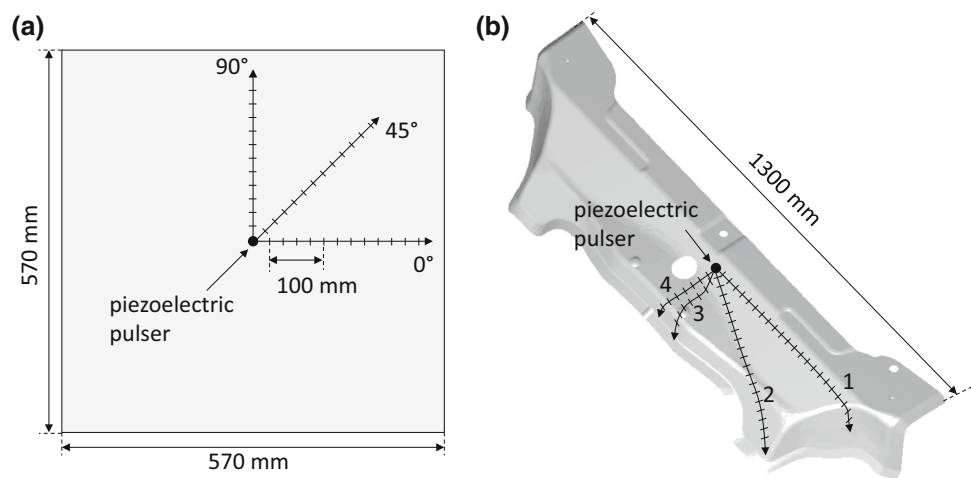 (a)
90°
45°
570 mm
0°
100 mm
piezoelectric
pulser
570 mm
(b)
1300 mm
piezoelectric
pulser
4
3
2
1